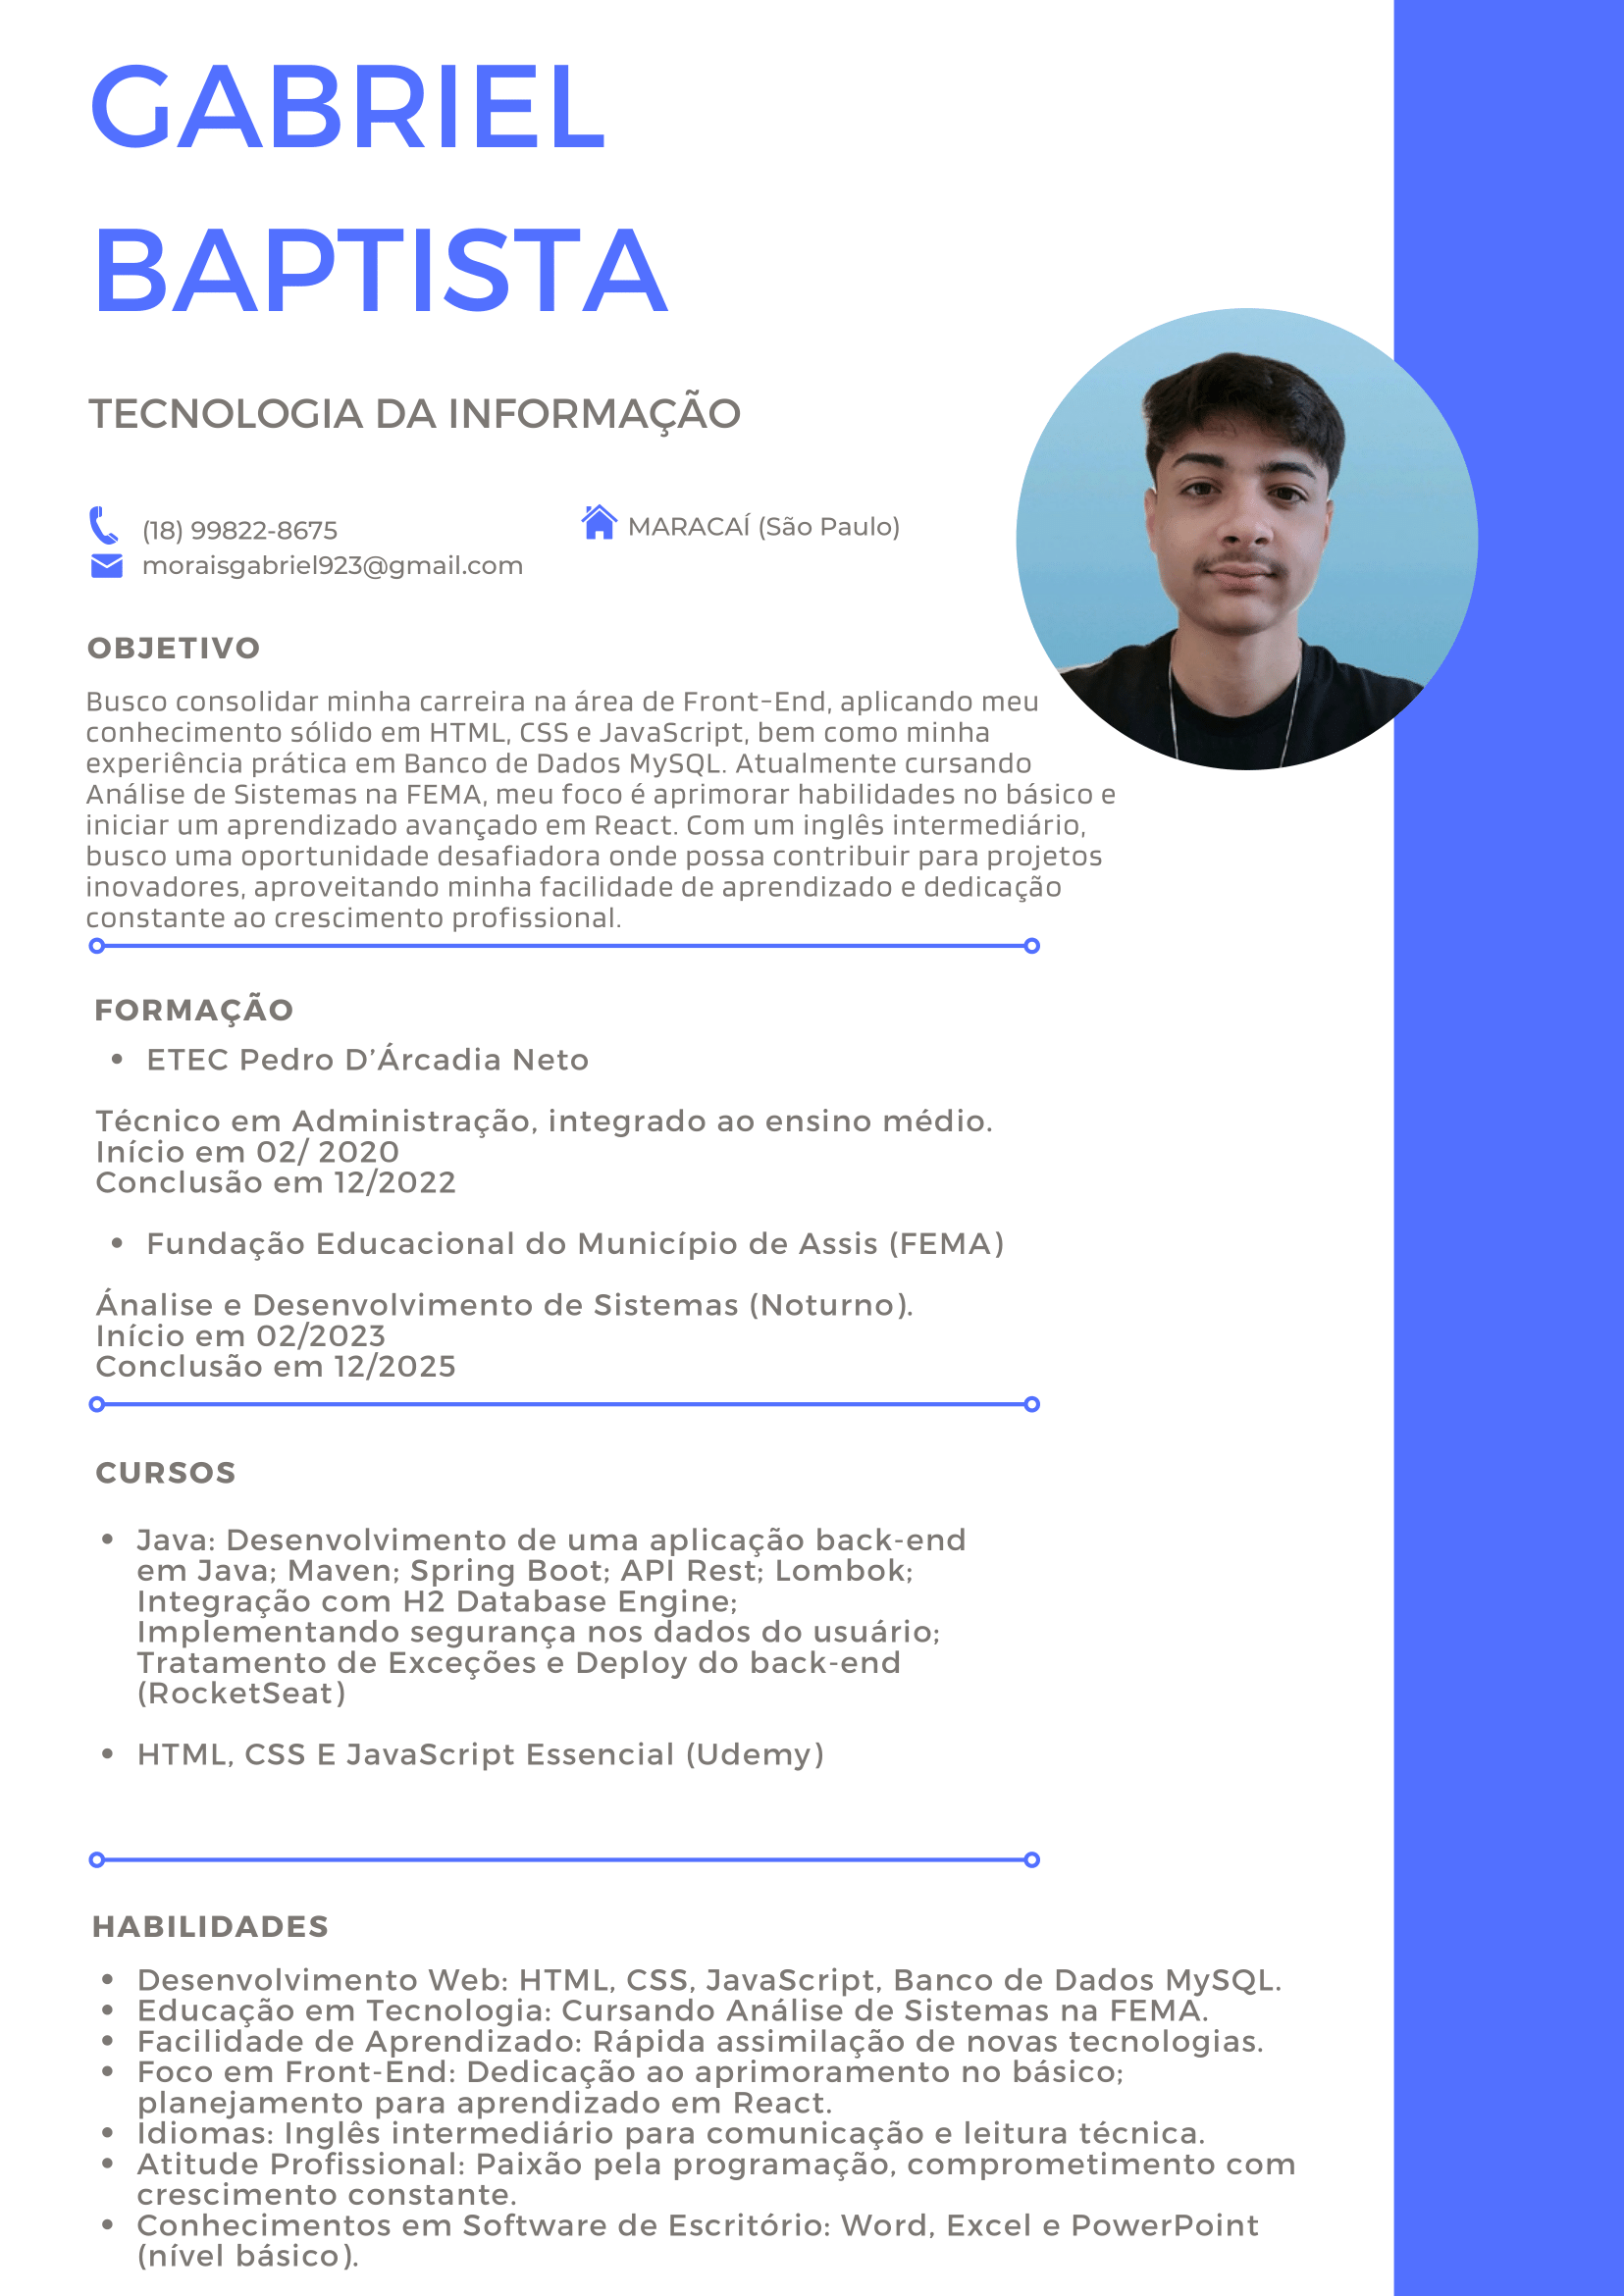 GABRIEL
BAPTISTA
TECNOLOGIA DA INFORMAÇÃO
(18) 99822-8675
MARACAÍ (São Paulo)
moraisgabriel923@gmail.com
OBJETIVO
Busco consolidar minha carreira na área de Front-End, aplicando meu
conhecimento sólido em HTML, CSS e JavaScript, bem como minha
experiência prática em Banco de Dados MySQL. Atualmente cursando
Análise de Sistemas na FEMA, meu foco é aprimorar habilidades no básico e
iniciar um aprendizado avançado em React. Com um inglês intermediário,
busco uma oportunidade desafiadora onde possa contribuir para projetos
inovadores, aproveitando minha facilidade de aprendizado e dedicação
constante ao crescimento profissional.
FORMAÇÃO
• ETEC Pedro D’Árcadia Neto
Técnico em Administração, integrado ao ensino médio.
Início em 02/ 2020
Conclusão em 12/2022
• Fundação Educacional do Município de Assis (FEMA)
Ánalise e Desenvolvimento de Sistemas (Noturno).
Início em 02/2023
Conclusão em 12/2025
CURSOS
• Java: Desenvolvimento de uma aplicação back-end
em Java; Maven; Spring Boot; API Rest; Lombok;
Integração com H2 Database Engine;
Implementando segurança nos dados do usuário;
Tratamento de Exceções e Deploy do back-end
(RocketSeat)
• HTML, CSS E JavaScript Essencial (Udemy)
HABILIDADES
• Desenvolvimento Web: HTML, CSS, JavaScript, Banco de Dados MySQL.
• Educação em Tecnologia: Cursando Análise de Sistemas na FEMA.
• Facilidade de Aprendizado: Rápida assimilação de novas tecnologias.
• Foco em Front-End: Dedicação ao aprimoramento no básico;
planejamento para aprendizado em React.
• Idiomas: Inglês intermediário para comunicação e leitura técnica.
• Atitude Profissional: Paixão pela programação, comprometimento com
crescimento constante.
• Conhecimentos em Software de Escritório: Word, Excel e PowerPoint
(nível básico).